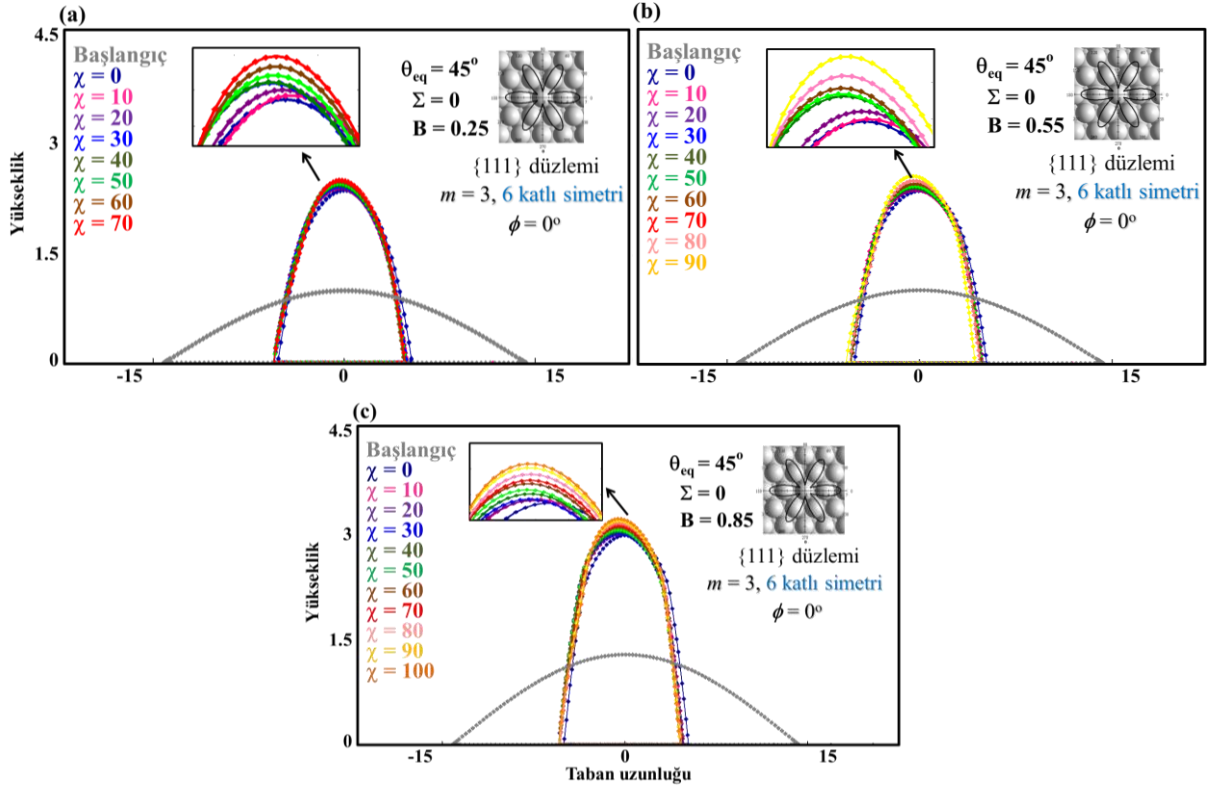 (a)
4.5
3
1.5
0
Yükseklik
Başlangıç
χ = 0
χ = 10
χ = 20
χ = 30
χ = 40
χ = 50
χ = 60
χ = 70
θeq = 45°
Σ = 0
B = 0.25
{111} düzlemi
m = 3, 6 katlı simetri
ϕ = 0°
-15
0
15
(b)
Başlangıç
χ = 0
χ = 10
χ = 20
χ = 30
χ = 40
χ = 50
χ = 60
χ = 70
χ = 80
χ = 90
θeq = 45°
Σ = 0
B = 0.55
{111} düzlemi
m = 3, 6 katlı simetri
ϕ = 0°
-15
0
15
(c)
4.5
3
1.5
0
Yükseklik
Başlangıç
χ = 0
χ = 10
χ = 20
χ = 30
χ = 40
χ = 50
χ = 60
χ = 70
χ = 80
χ = 90
χ = 100
θeq = 45°
Σ = 0
B = 0.85
{111} düzlemi
m = 3, 6 katlı simetri
ϕ = 0°
-15
0
15
Taban uzunluğu